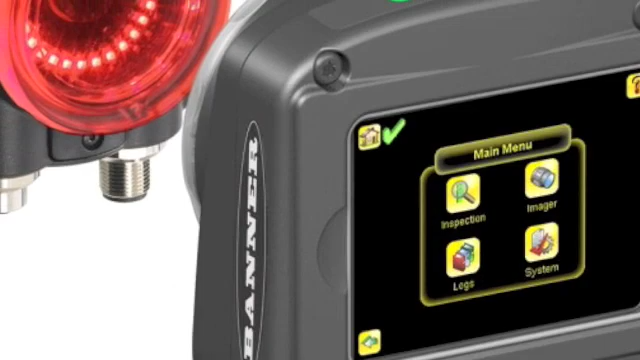 BANNER
Main Menu
Inspection
Imager
Logs
System